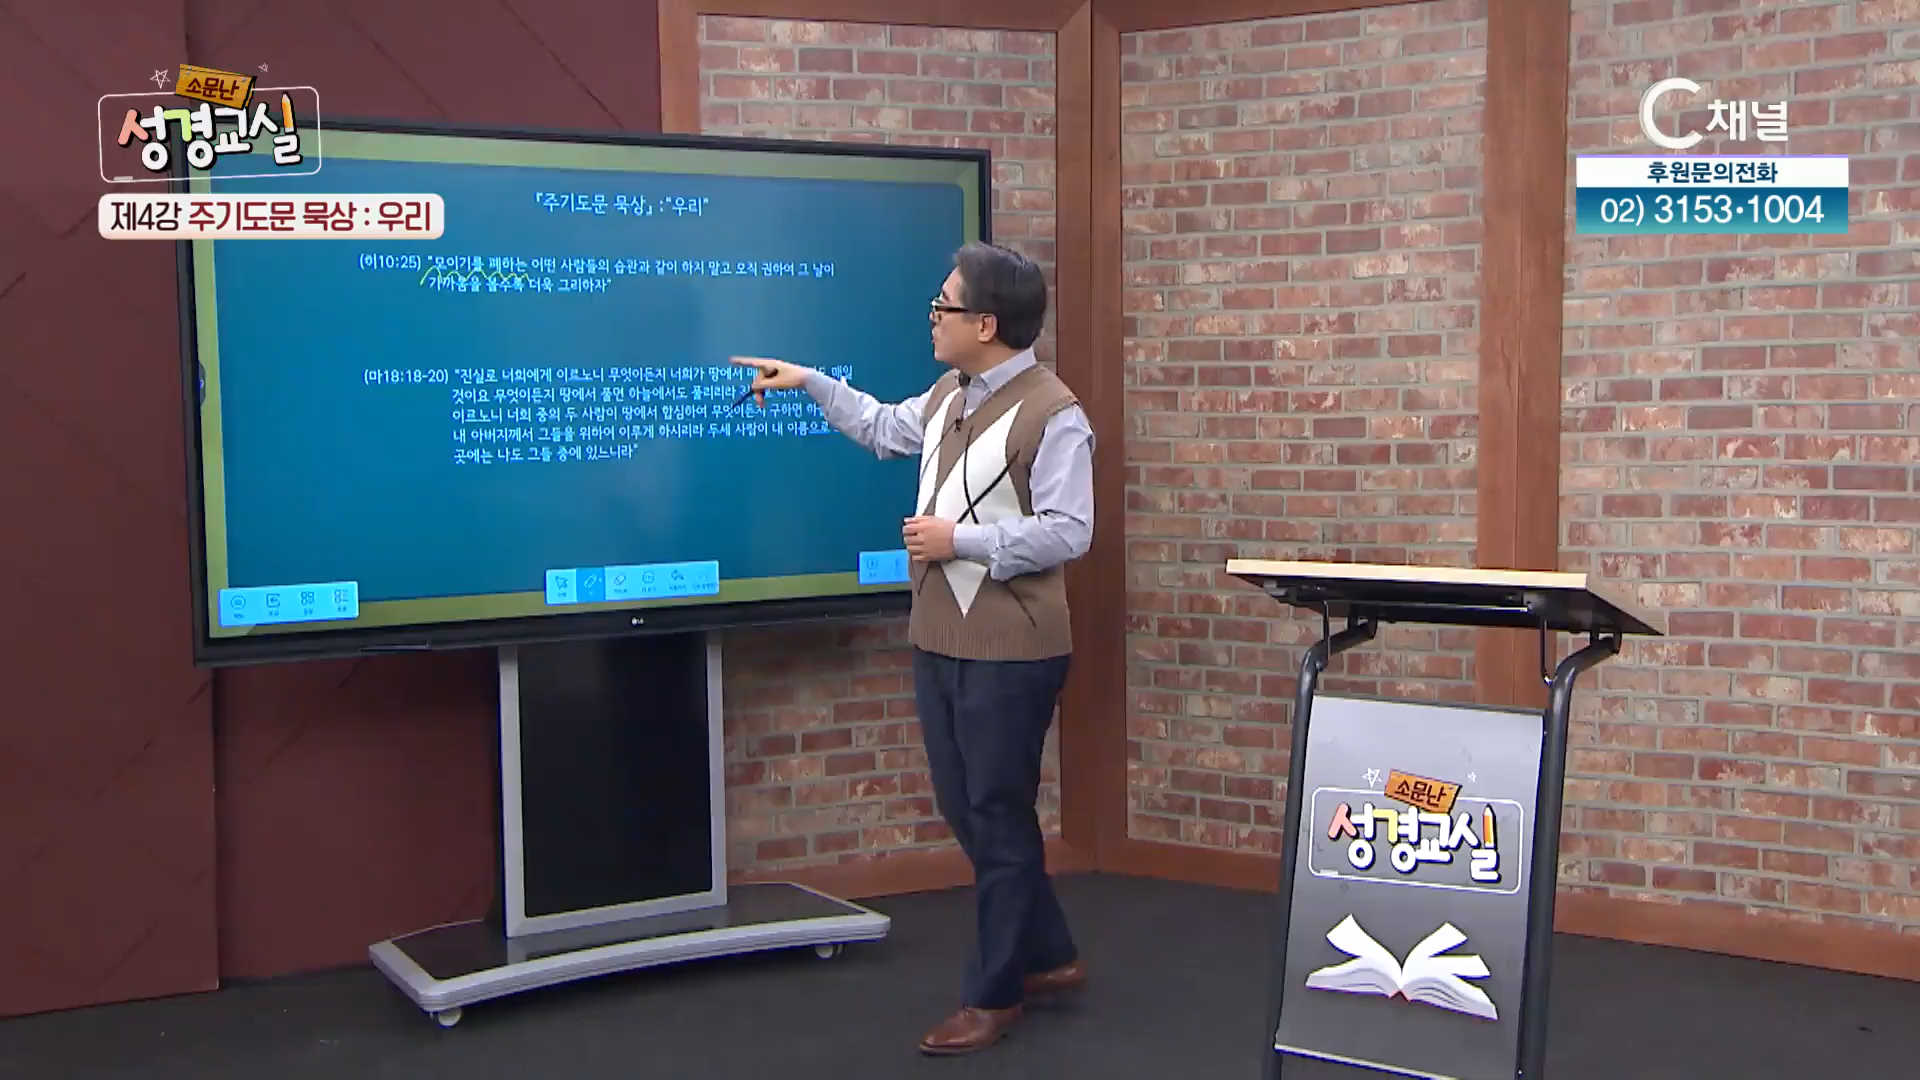 소문난
성경교실
제4강 주기도문 묵상 : 우리
C채널
후원문의전화
02) 3153·1004
『주기도문 묵상』 : "우리"
(히10:25) "모이기를 폐하는 어떤 사람들의 습관과 같이 하지 말고 오직 권하여 그 날이
가까움을 볼수록 더욱 그리하자"
(마18:18-20) "진실로 너희에게 이르노니 무엇이든지 너희가 땅에서 매일
것이요 무엇이든지 땅에서 풀면 하늘에서도 풀리리라
이르노니 너희 중의 두 사람이 땅에서 합심하여 무엇이든지 구하면
내 아버지께서 그들을 위하여 이루게 하시리라 두세 사람이 내 이름으로
곳에는 나도 그들 중에 있느니라"
LG
소문난
성경교실